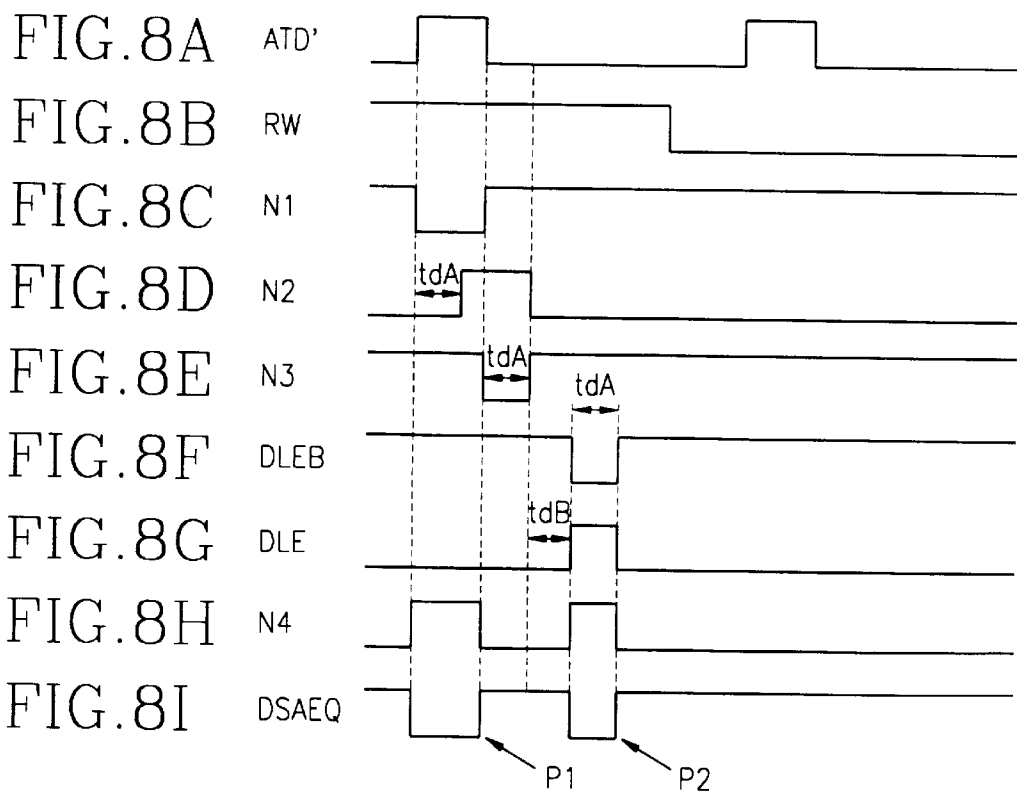 FIG.8A ATD'
FIG.8B RW
FIG.8C N1
FIG.8D N2 tdA
FIG.8E N3 tdA
tdA
FIG.8F DLEB
FIG.8G DLE tdB
FIG.8H N4
FIG.8I DSAEQ
P1 P2